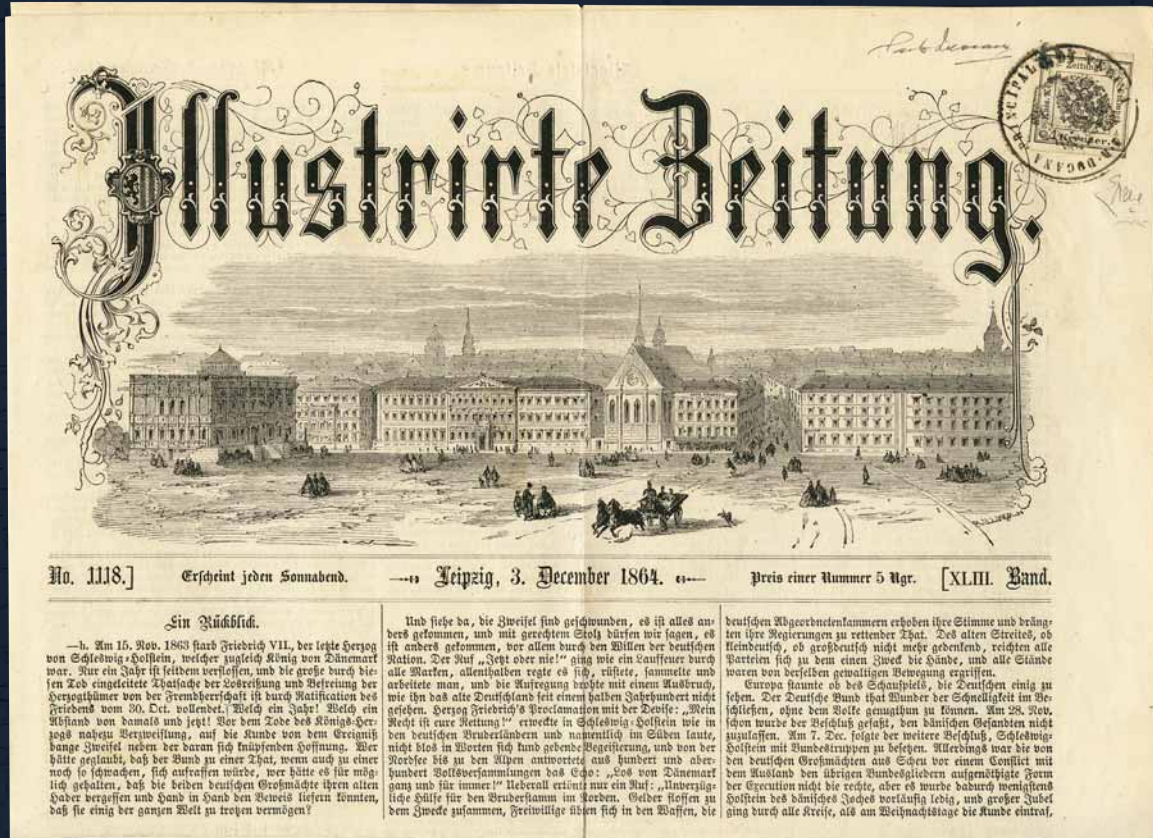 Illustrirte Zeitung.
No. 1118.] Erscheint jeden Sonnabend. Leipzig, 3. December 1864. Preis einer Nummer 5 Ngr. [XLIII. Band.
Ein Rückblick.
—h. Am 15. Nov. 1863 starb Friedrich VII., der letzte Herzog
von Schleswig-Holstein, welcher zugleich König von Dänemark
war. Nur ein Jahr ist seitdem verflossen, und die große durch die-
sen Tod eingeleitete Thatsache der Losreißung und Befreiung der
Herzogthümer von der Fremdherrschaft ist durch Ratification des
Friedens vom 30. Oct. vollendet. Welch ein Jahr! Welch ein
Abstand von damals und jetzt! Vor dem Tode des Königs-Her-
zogs nahezu Verzweiflung, auf die Kunde von dem Ereigniß
bange Zweifel neben der daran sich knüpfenden Hoffnung. Wer
hätte geglaubt, daß der Bund zu einer That, wenn auch zu einer
noch so schwachen, sich aufraffen würde, wer hätte es für mög-
lich gehalten, daß die beiden deutschen Großmächte ihren alten
Hader vergessen und Hand in Hand den Beweis liefern könnten,
daß sie einig der ganzen Welt zu trotzen vermögen?
Und siehe da, die Zweifel sind geschwunden, es ist alles an-
ders gekommen, und mit gerechtem Stolz dürfen wir sagen, es
ist anders gekommen, vor allem durch den Willen der deutschen
Nation. Der Ruf „Jetzt oder nie!“ ging wie ein Lauffeuer durch
alle Marken, allenthalben regte es sich, rüstete, sammelte und
arbeitete man, und die Aufregung drohte mit einem Ausbruch,
wie ihn das alte Deutschland seit einem halben Jahrhundert nicht
gesehen. Herzog Friedrich's Proclamation mit der Devise: „Mein
Recht ist eure Rettung!“ erweckte in Schleswig-Holstein wie in
den deutschen Bruderländern und namentlich im Süden laute,
nicht blos in Worten sich kund gebende Begeisterung, und von der
Nordsee bis zu den Alpen antwortete aus hundert und aber-
hundert Volksversammlungen das Echo: „Los von Dänemark
ganz und für immer!“ Ueberall ertönte nur ein Ruf: „Unverzüg-
liche Hülfe für den Bruderstamm im Norden. Gelder flossen zu
dem Zwecke zusammen, Freiwillige übten sich in den Waffen, die
deutschen Abgeordnetenkammern erhoben ihre Stimme und dräng-
ten ihre Regierungen zu rettender That. Des alten Streites, ob
kleindeutsch, ob großdeutsch nicht mehr gedenkend, reichten alle
Parteien sich zu dem einen Zweck die Hände, und alle Stände
waren von derselben gewaltigen Bewegung ergriffen.
Europa staunte ob des Schauspiels, die Deutschen einig zu
sehen. Der Deutsche Bund that Wunder der Schnelligkeit im Be-
schließen, ohne dem Volke genugthun zu können. Am 28. Nov.
schon wurde der Beschluß gefaßt, den dänischen Gesandten nicht
zuzulassen. Am 7. Dec. folgte der weitere Beschluß, Schleswig-
Holstein mit Bundestruppen zu besetzen. Allerdings war die von
den deutschen Großmächten aus Scheu vor einem Conflict mit
dem Ausland den übrigen Bundesgliedern aufgenöthigte Form
der Execution nicht die rechte, aber es wurde dadurch wenigstens
Holstein des dänisches Joches vorläufig ledig, und großer Jubel
ging durch alle Kreise, als am Weihnachtstage die Kunde eintraf,